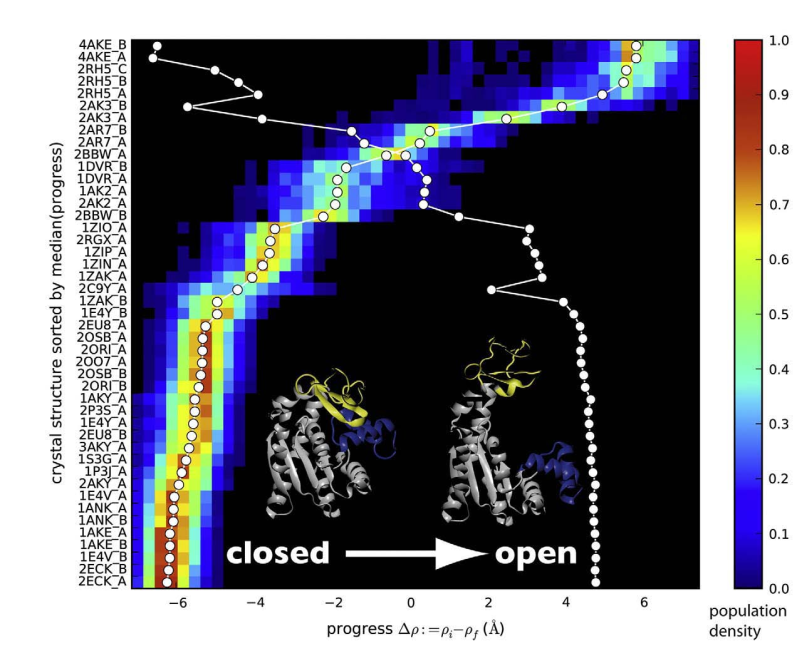 crystal structure sorted by median(progress)
4AKE_B
4AKE_A
2RH5_C
2RH5_B
2RH5_A
2AK3_B
2AK3_A
2AR7_B
2AR7_A
2BBW_A
1DVR_B
1DVR_A
1AK2_A
2AK2_A
2BBW_B
1ZIO_A
2RGX_A
1ZIP_A
1ZIN_A
1ZAK_A
2C9Y_A
1ZAK_B
1E4Y_B
2EU8_A
2OSB_A
2ORI_A
2OO7_A
2OSB_B
2ORI_B
1AKY_A
2P3S_A
1E4Y_A
2EU8_B
3AKY_A
1S3G_A
1P3J_A
2AKY_A
1E4V_A
1ANK_A
1ANK_B
1AKE_A
1AKE_B
1E4V_B
2ECK_B
2ECK_A
closed open
−6 −4 −2 0 2 4 6
progress Δρ:=ρi−ρf (Å)
1.0
0.9
0.8
0.7
0.6
0.5
0.4
0.3
0.2
0.1
0.0
population
density